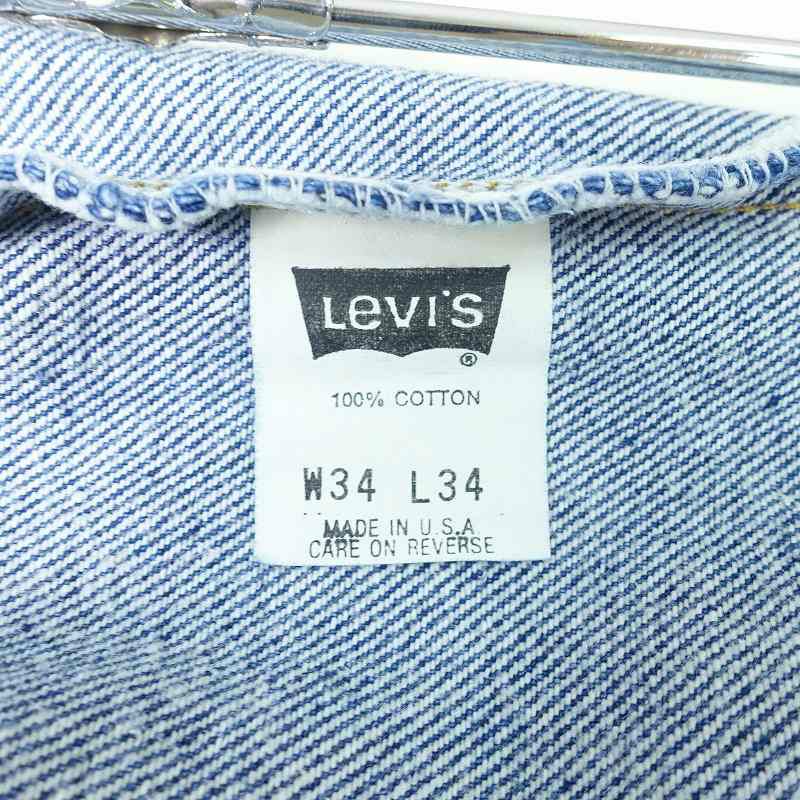 Levi's
®
100% COTTON
W34 L34
MADE IN U.S.A
CARE ON REVERSE